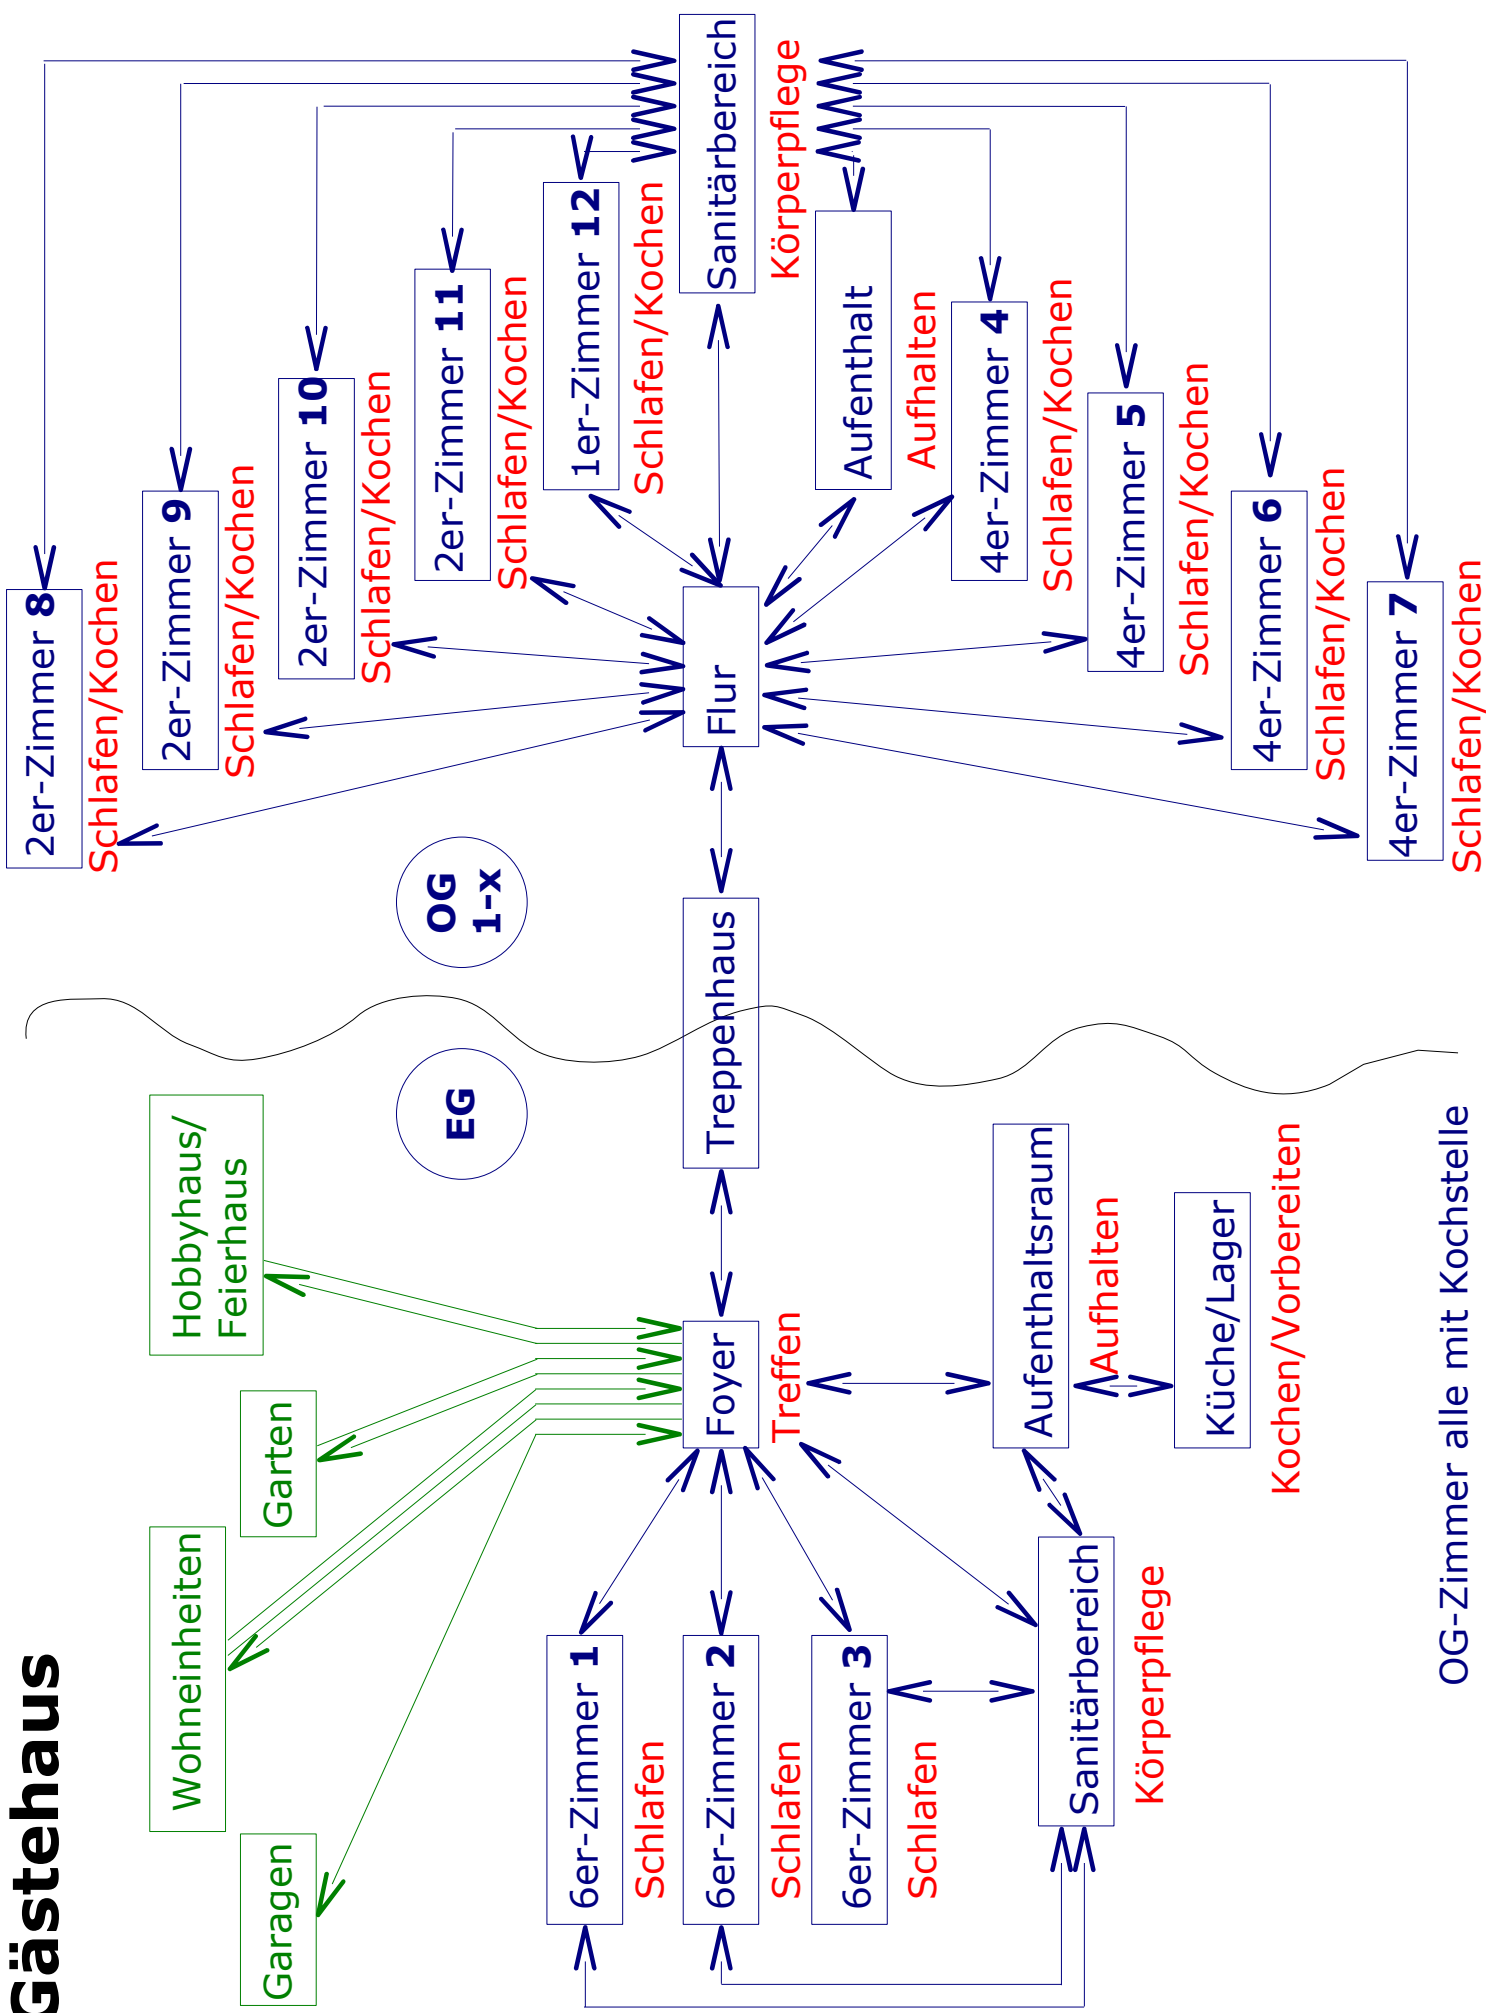 Gästehaus
Garagen
Wohneinheiten
Garten
Hobbyhaus/
Feierhaus
EG
OG
1-x
6er-Zimmer 1
Schlafen
6er-Zimmer 2
Schlafen
6er-Zimmer 3
Schlafen
Sanitärbereich
Körperpflege
Foyer
Treffen
Aufenthaltsraum
Aufhalten
Küche/Lager
Kochen/Vorbereiten
Treppenhaus
Flur
2er-Zimmer 8
Schlafen/Kochen
2er-Zimmer 9
Schlafen/Kochen
2er-Zimmer 10
Schlafen/Kochen
2er-Zimmer 11
Schlafen/Kochen
1er-Zimmer 12
Schlafen/Kochen
Sanitärbereich
Körperpflege
Aufenthalt
Aufhalten
4er-Zimmer 4
Schlafen/Kochen
4er-Zimmer 5
Schlafen/Kochen
4er-Zimmer 6
Schlafen/Kochen
4er-Zimmer 7
Schlafen/Kochen
OG-Zimmer alle mit Kochstelle